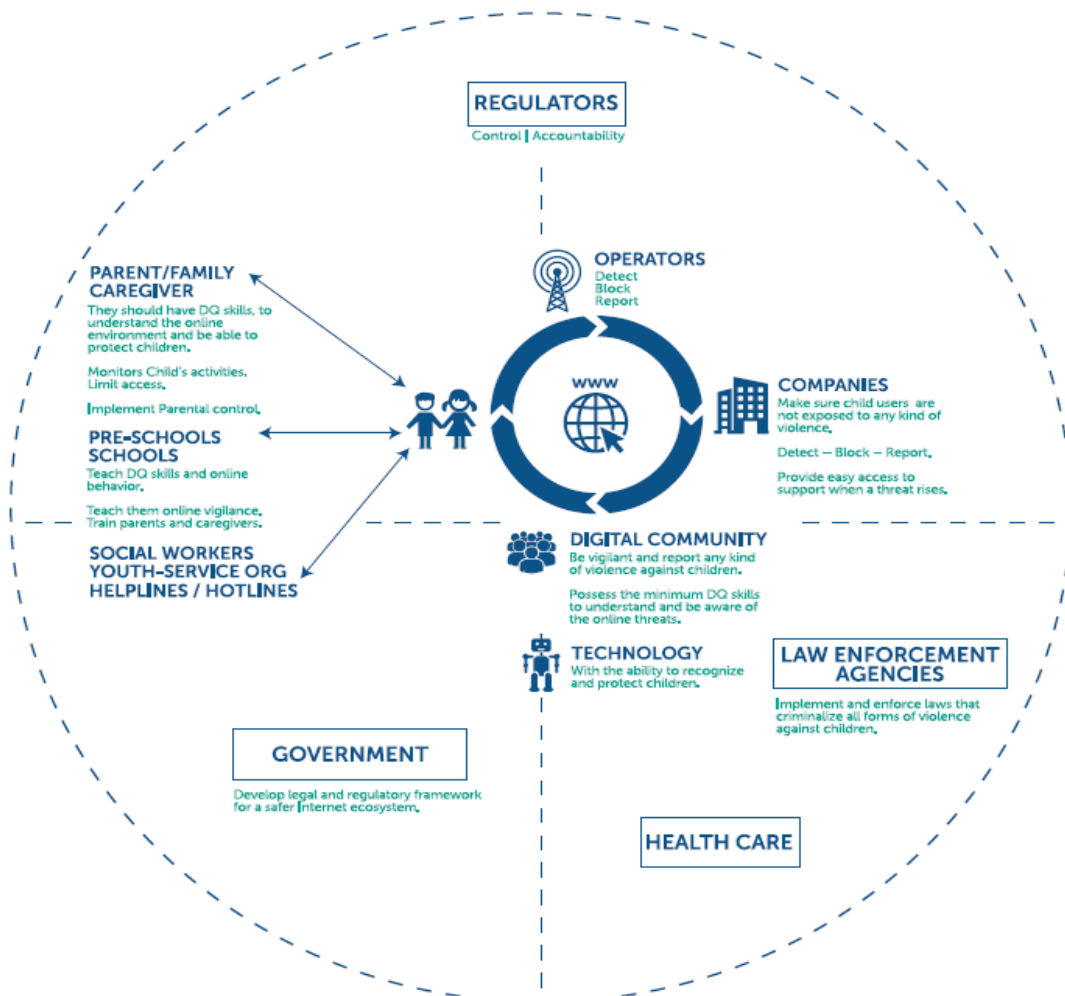 REGULATORS
Control | Accountability
OPERATORS
Detect
Block
Report
PARENT/FAMILY
CAREGIVER
They should have DQ skills, to
understand the online
environment and be able to
protect children.
Monitors Child's activities.
Limit access.
Implement Parental control.
PRE-SCHOOLS
SCHOOLS
Teach DQ skills and online
behavior.
Teach them online vigilance.
Train parents and caregivers.
SOCIAL WORKERS
YOUTH-SERVICE ORG
HELPLINES / HOTLINES
www
COMPANIES
Make sure child users are
not exposed to any kind of
violence.
Detect – Block – Report.
Provide easy access to
support when a threat rises.
DIGITAL COMMUNITY
Be vigilant and report any kind
of violence against children.
Possess the minimum DQ skills
to understand and be aware of
the online threats.
TECHNOLOGY
With the ability to recognize
and protect children.
LAW ENFORCEMENT
AGENCIES
Implement and enforce laws that
criminalize all forms of violence
against children.
GOVERNMENT
Develop legal and regulatory framework
for a safer Internet ecosystem.
HEALTH CARE